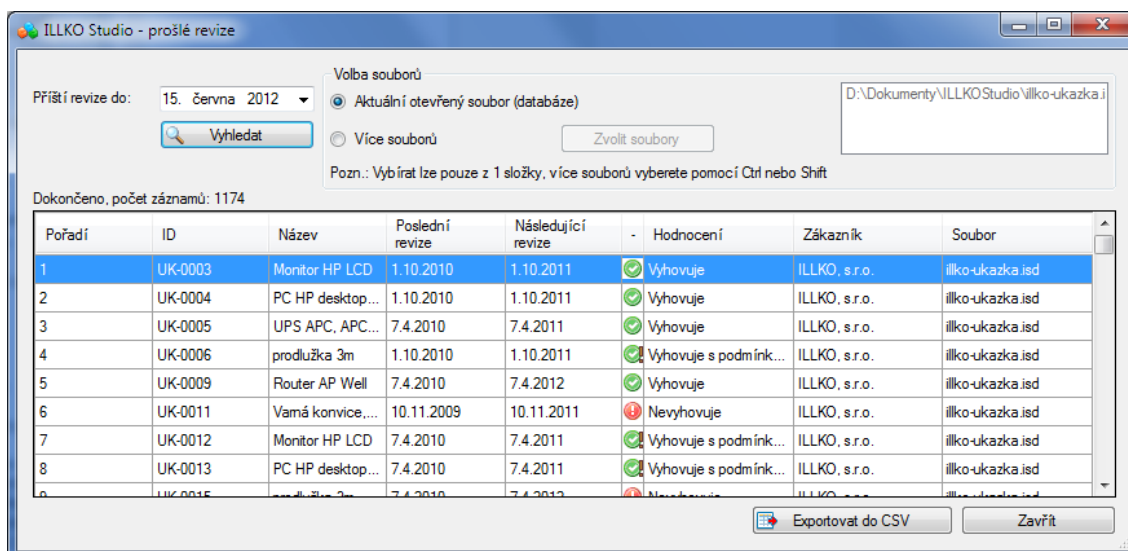 ILLKO Studio - prošlé revize
Příští revize do:
15. června 2012
Vyhledat
Volba souborů
Aktuální otevřený soubor (databáze)
Více souborů
Zvolit soubory
Pozn.: Vybírat lze pouze z 1 složky, více souborů vyberete pomocí Ctrl nebo Shift
D:\Dokumenty\ILLKOStudio\illko-ukazka.i
Dokončeno, počet záznamů: 1174
Pořadí ID Název Poslední revize Následující revize - Hodnocení Zákazník Soubor
1 UK-0003 Monitor HP LCD 1.10.2010 1.10.2011 Vyhovuje ILLKO, s.r.o. illko-ukazka.isd
2 UK-0004 PC HP desktop... 1.10.2010 1.10.2011 Vyhovuje ILLKO, s.r.o. illko-ukazka.isd
3 UK-0005 UPS APC, APC... 7.4.2010 7.4.2011 Vyhovuje ILLKO, s.r.o. illko-ukazka.isd
4 UK-0006 prodlužka 3m 1.10.2010 1.10.2011 Vyhovuje s podmínk... ILLKO, s.r.o. illko-ukazka.isd
5 UK-0009 Router AP Well 7.4.2010 7.4.2012 Vyhovuje ILLKO, s.r.o. illko-ukazka.isd
6 UK-0011 Varná konvice,... 10.11.2009 10.11.2011 Nevyhovuje ILLKO, s.r.o. illko-ukazka.isd
7 UK-0012 Monitor HP LCD 7.4.2010 7.4.2011 Vyhovuje s podmínk... ILLKO, s.r.o. illko-ukazka.isd
8 UK-0013 PC HP desktop... 7.4.2010 7.4.2011 Vyhovuje s podmínk... ILLKO, s.r.o. illko-ukazka.isd
Exportovat do CSV
Zavřít